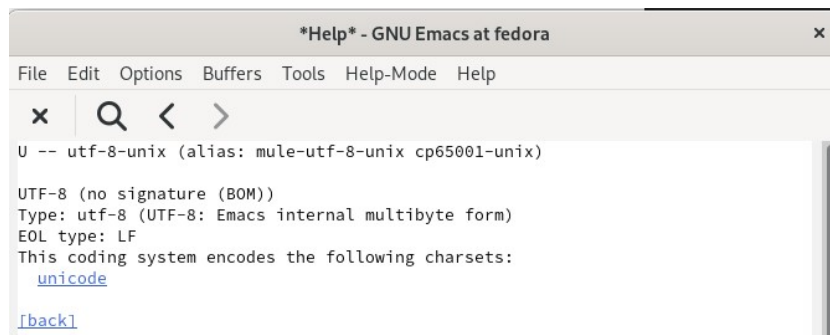 *Help* - GNU Emacs at fedora
File Edit Options Buffers Tools Help-Mode Help
U -- utf-8-unix (alias: mule-utf-8-unix cp65001-unix)
UTF-8 (no signature (BOM))
Type: utf-8 (UTF-8: Emacs internal multibyte form)
EOL type: LF
This coding system encodes the following charsets:
unicode
[back]